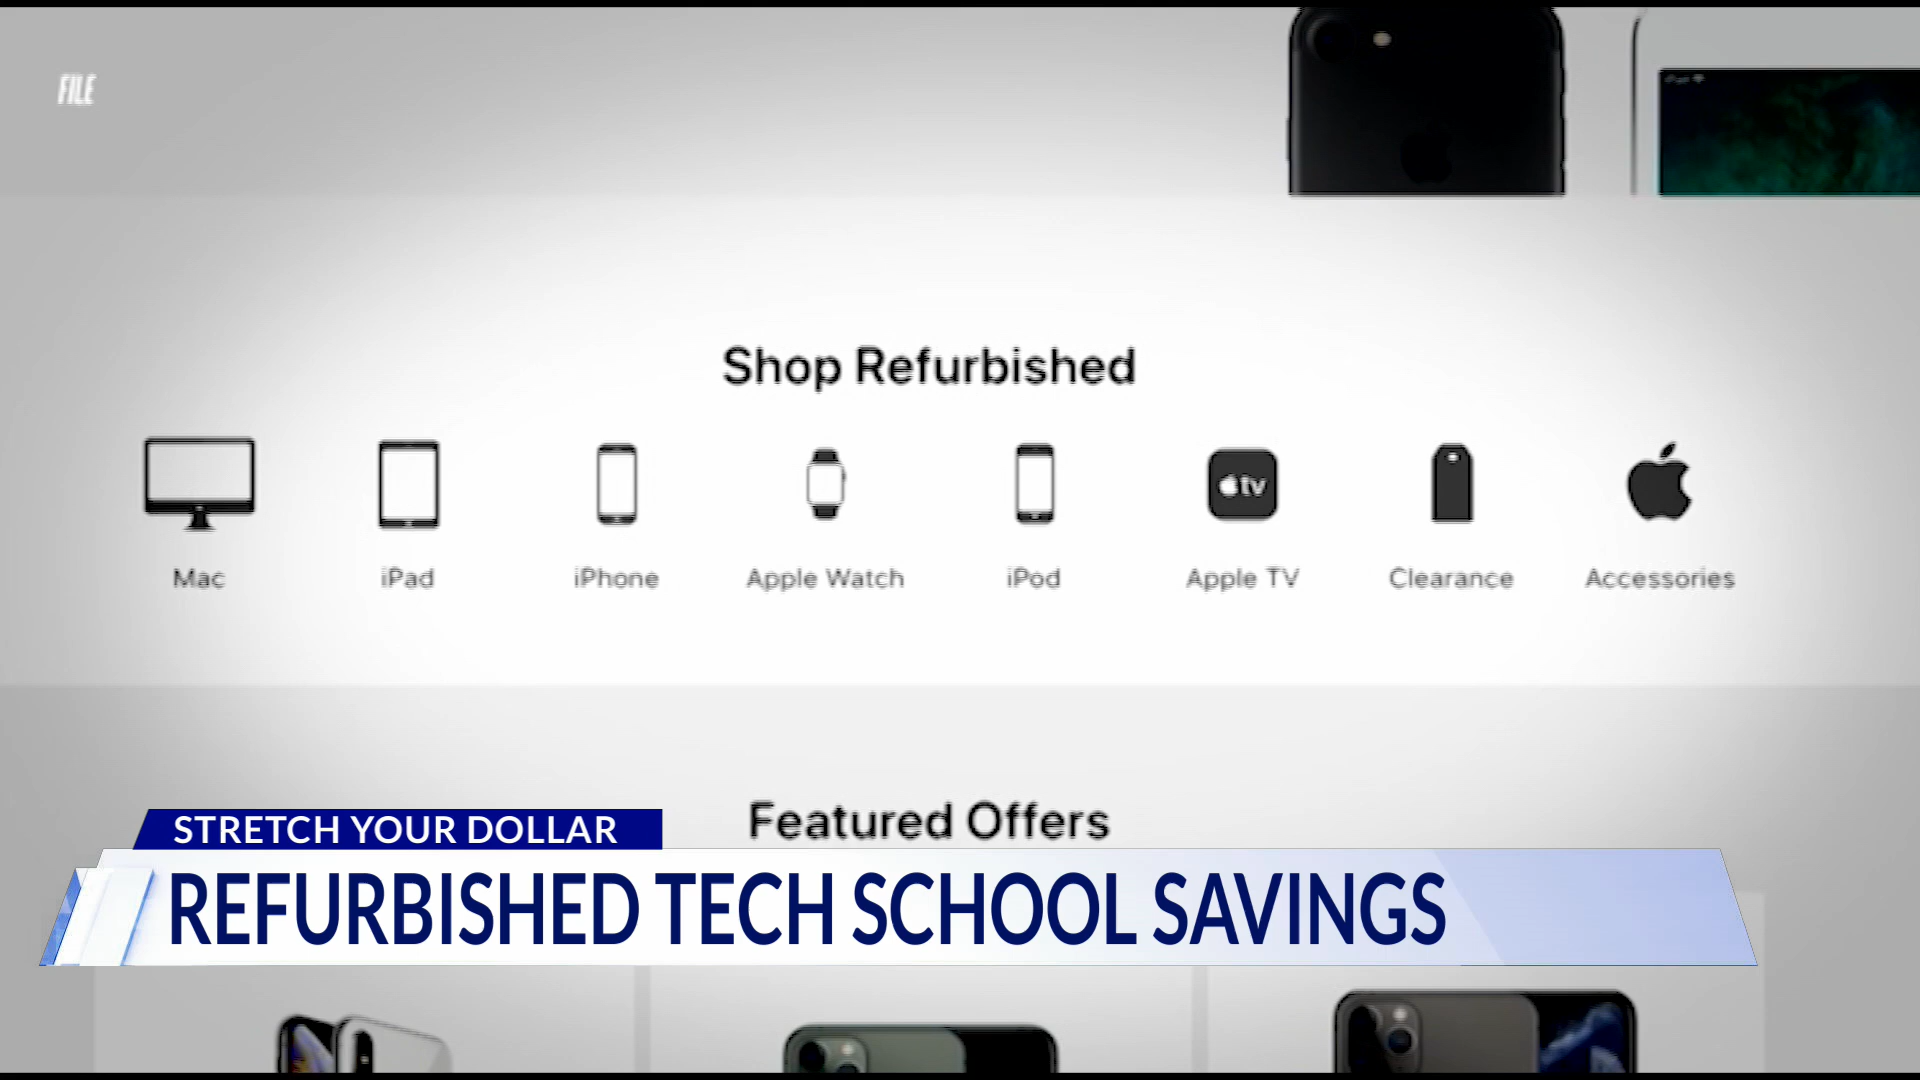 FILE
Shop Refurbished
Mac iPad iPhone Apple Watch iPod Apple TV Clearance Accessories
tv
Featured Offers
STRETCH YOUR DOLLAR
REFURBISHED TECH SCHOOL SAVINGS